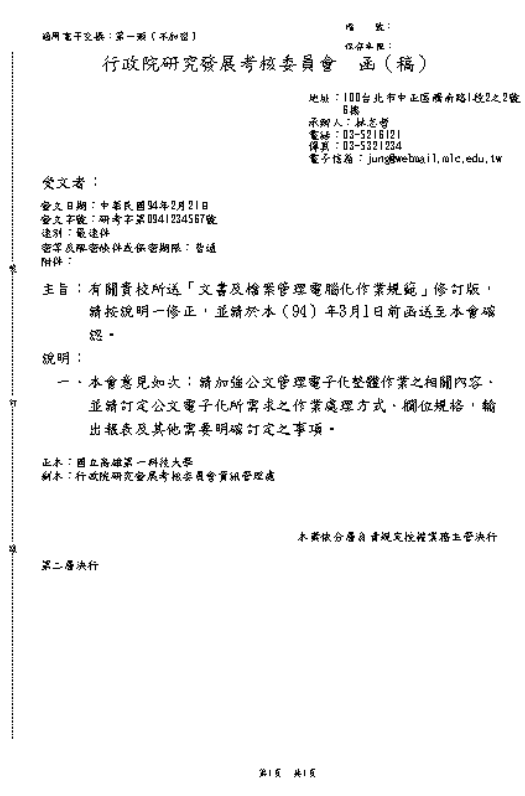 適用電子交換：第一類（不加密）
檔　　號：
保存年限：
行政院研究發展考核委員會　函（稿）
地址：100台北市中正區濟南路1段2之2號
6樓
承辦人：林志哲
電話：03-5216121
傳真：03-5321234
電子信箱：jung@webmail.mlc.edu.tw
受文者：
發文日期：中華民國94年2月21日
發文字號：研考字第0941234567號
速別：最速件
密等及解密條件或保密期限：普通
附件：
主旨：有關貴校所送「文書及檔案管理電腦化作業規範」修訂版，
請按說明一修正，並請於本（94）年3月1日前函送至本會確
認。
說明：
一、本會意見如次：請加強公文管理電子化整體作業之相關內容、
並請訂定公文電子化所需求之作業處理方式、欄位規格，輸
出報表及其他需要明確訂定之事項。
正本：國立高雄第一科技大學
副本：行政院研究發展考核委員會資訊管理處
本案依分層負責規定授權業務主管決行
第二層決行
裝
訂
線
第1頁　共1頁